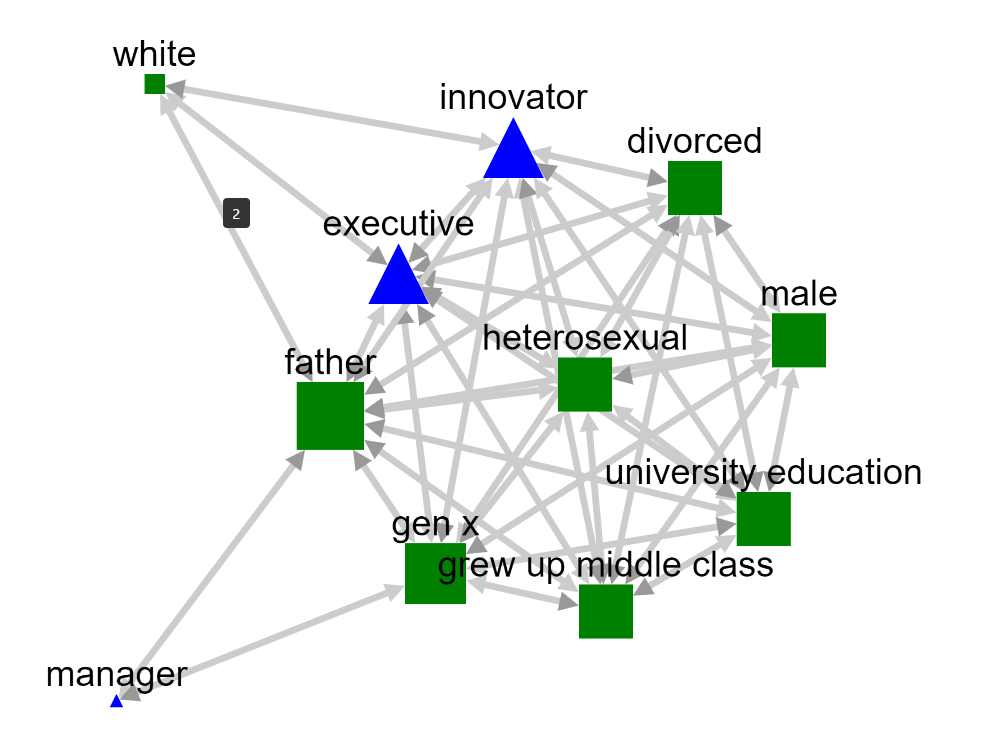 white
innovator
divorced
2
executive
male
heterosexual
father
university education
gen x
grew up middle class
manager